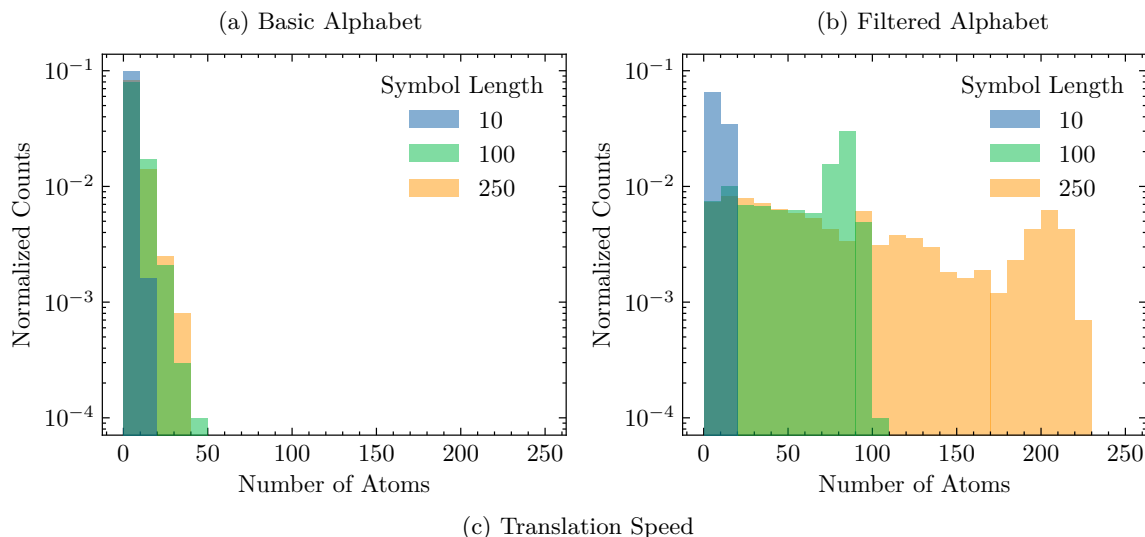 (a) Basic Alphabet
10⁻¹
10⁻²
10⁻³
10⁻⁴
Normalized Counts
Symbol Length
10
100
250
0 50 100 150 200 250
Number of Atoms
(b) Filtered Alphabet
10⁻¹
10⁻²
10⁻³
10⁻⁴
Normalized Counts
Symbol Length
10
100
250
0 50 100 150 200 250
Number of Atoms
(c) Translation Speed